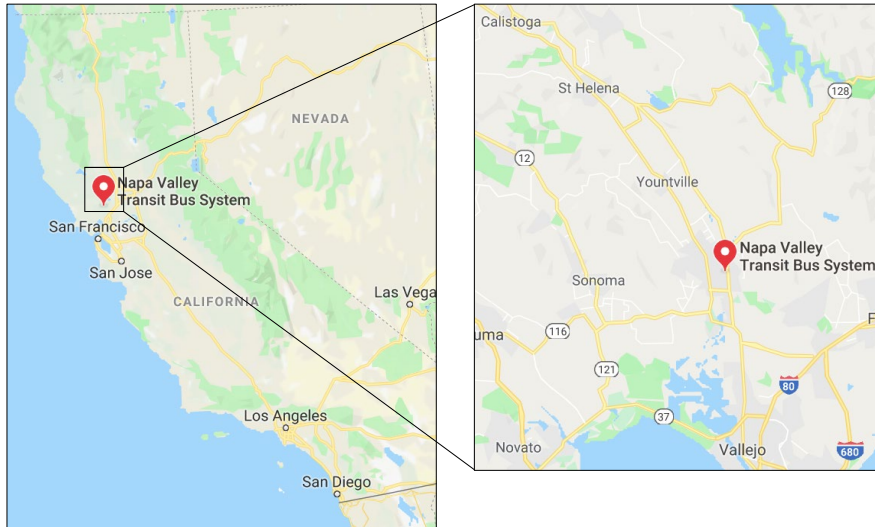 NEVADA
Napa Valley
Transit Bus System
San Francisco
San Jose
CALIFORNIA
Las Vega
Los Angeles
San Diego
Calistoga
St Helena
128
12
Yountville
Napa Valley
Transit Bus System
Sonoma
F
uma
116
121
80
37
Novato
Vallejo
680